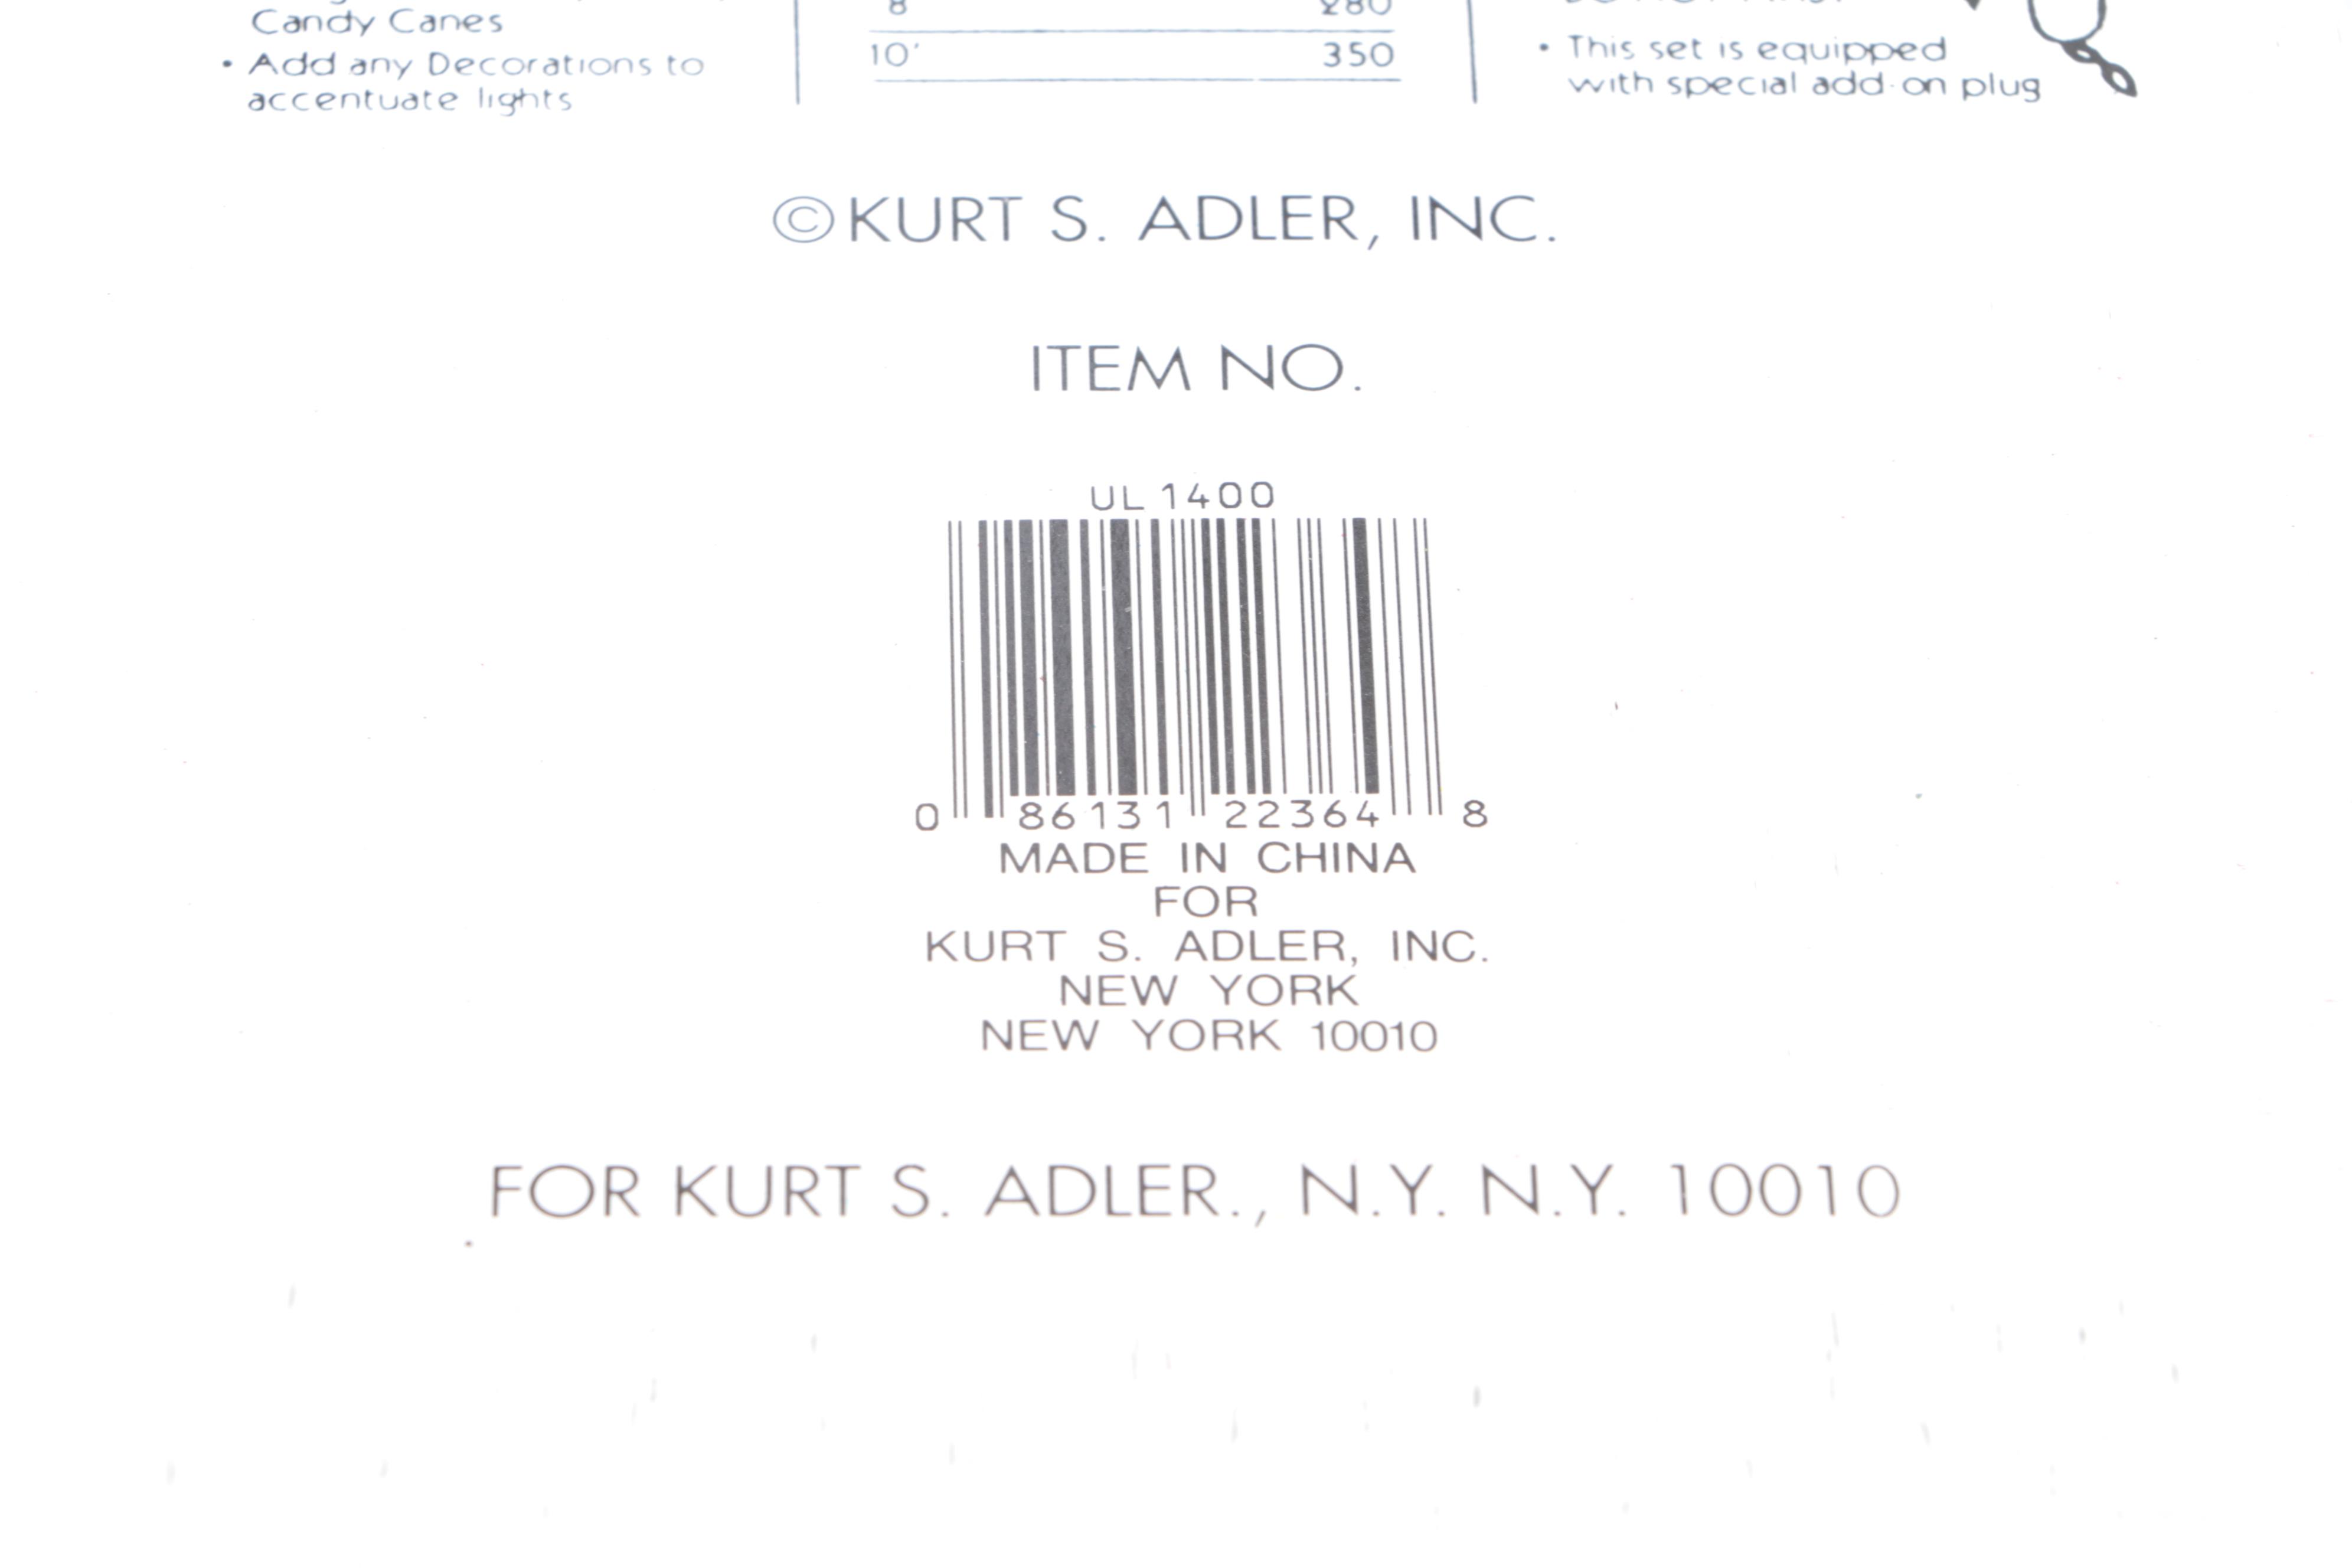 Candy Canes
• Add any Decorations to
accentuate lights
8 280
10' 350
• This set is equipped
with special add-on plug
©KURT S. ADLER, INC.
ITEM NO.
UL 1400
0 86131 22364 8
MADE IN CHINA
FOR
KURT S. ADLER, INC.
NEW YORK
NEW YORK 10010
FOR KURT S. ADLER., N.Y. N.Y. 10010